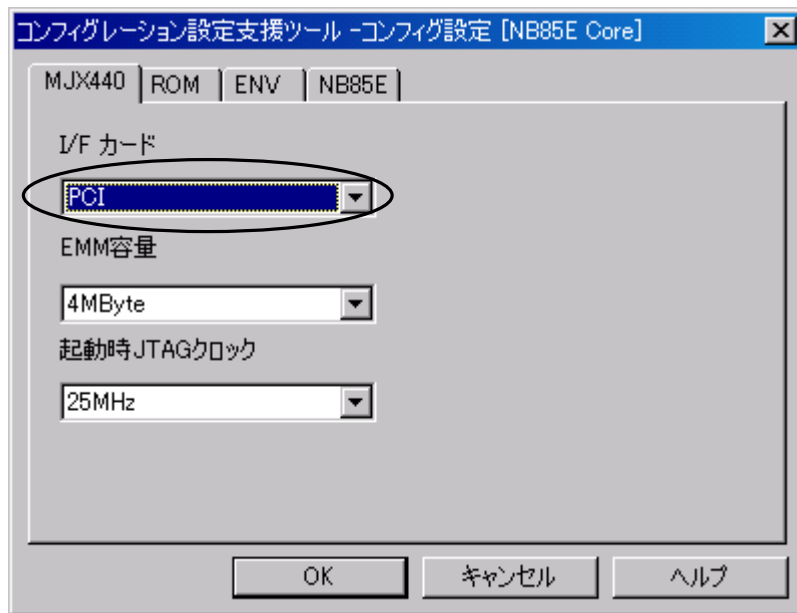 コンフィグレーション設定支援ツール -コンフィグ設定 [NB85E Core]
MJX440 ROM ENV NB85E
I/F カード
PCI
EMM容量
4MByte
起動時JTAGクロック
25MHz
OK キャンセル ヘルプ